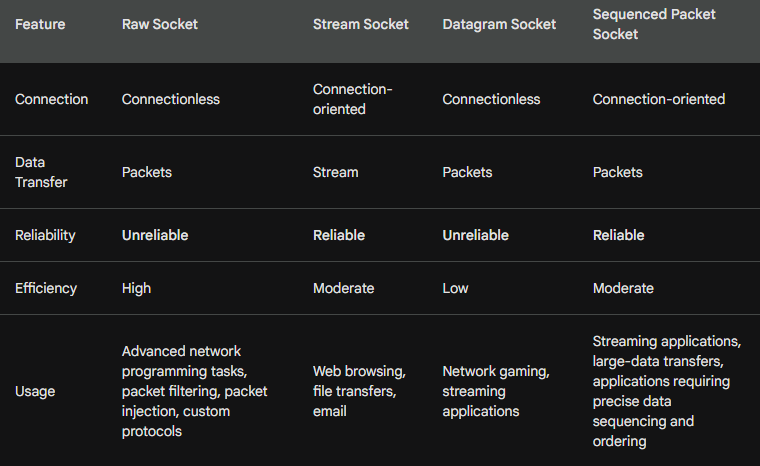 Feature Raw Socket Stream Socket Datagram Socket Sequenced Packet
Socket
Connection Connectionless Connection-
oriented Connectionless Connection-oriented
Data
Transfer Packets Stream Packets Packets
Reliability Unreliable Reliable Unreliable Reliable
Efficiency High Moderate Low Moderate
Usage
Advanced network
programming tasks,
packet filtering, packet
injection, custom
protocols
Web browsing,
file transfers,
email
Network gaming,
streaming
applications
Streaming applications,
large-data transfers,
applications requiring
precise data
sequencing and
ordering